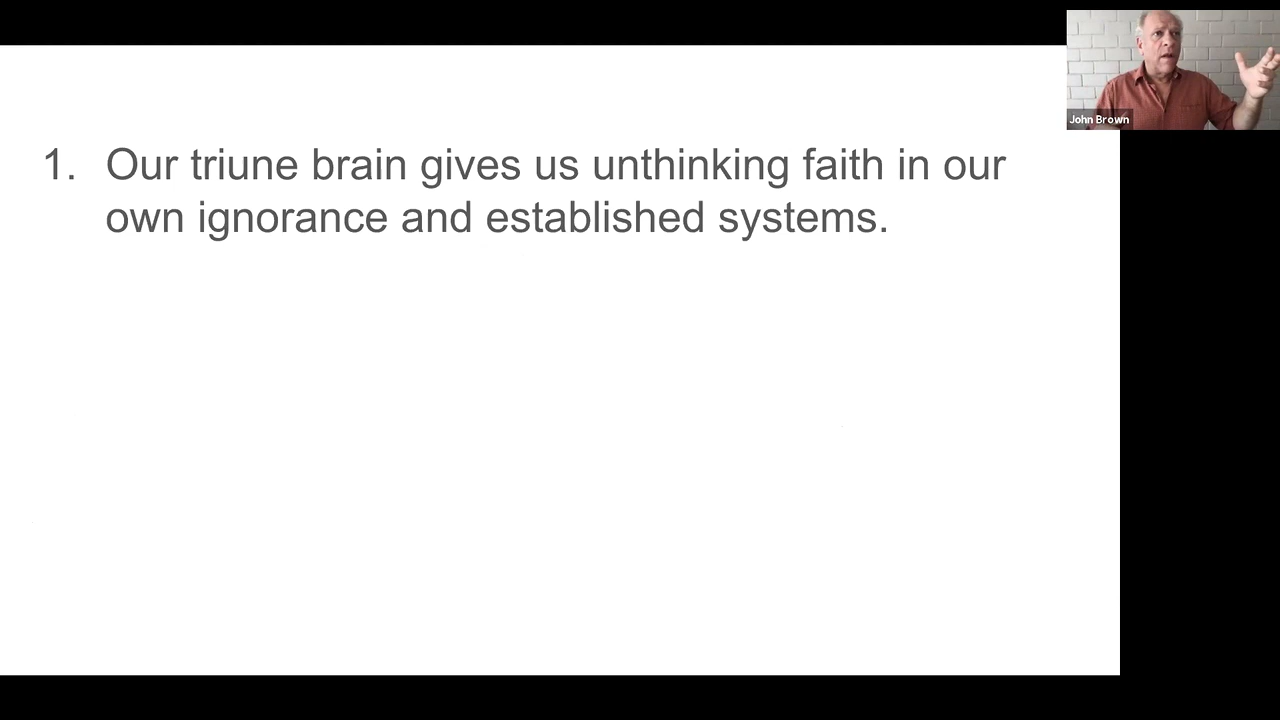 John Brown
1. Our triune brain gives us unthinking faith in our
own ignorance and established systems.